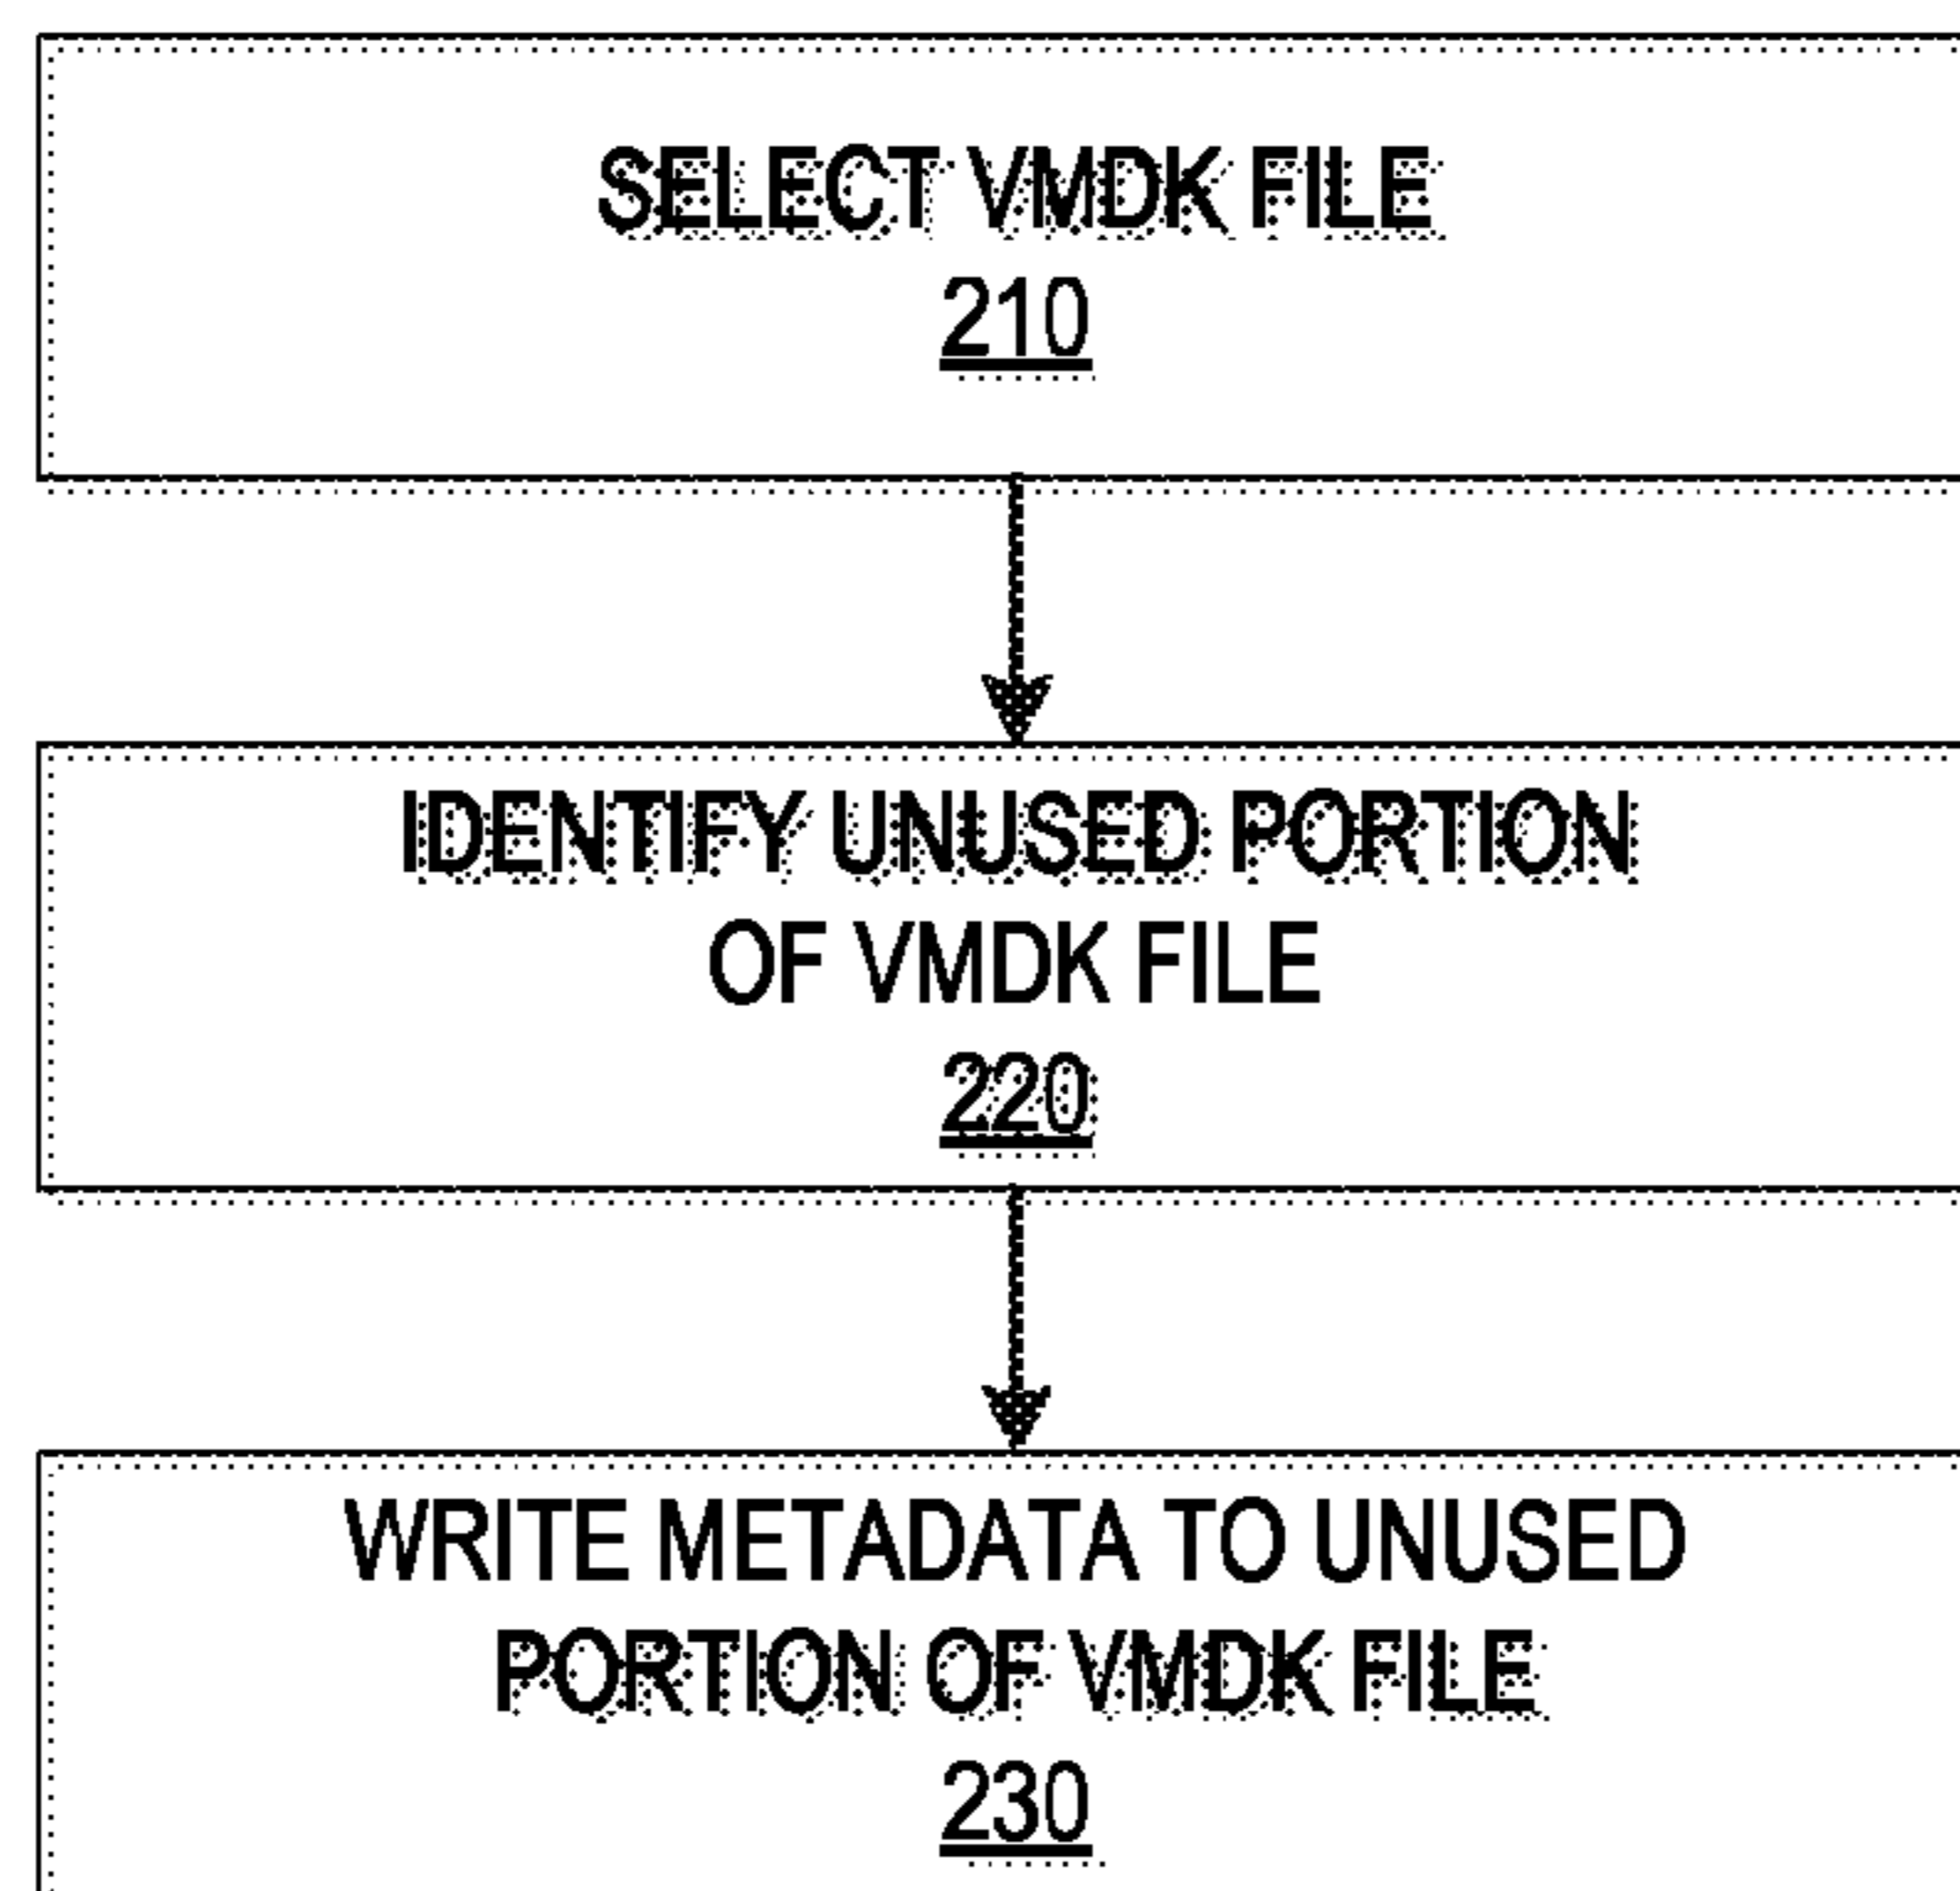 SELECT VMDK FILE
210
IDENTIFY UNUSED PORTION
OF VMDK FILE
220
WRITE METADATA TO UNUSED
PORTION OF VMDK FILE
230